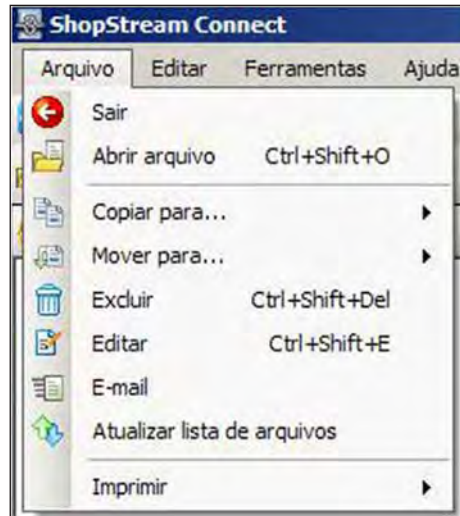 ShopStream Connect
Arquivo Editar Ferramentas Ajuda
Sair
Abrir arquivo Ctrl+Shift+O
Copiar para...
Mover para...
Excluir Ctrl+Shift+Del
Editar Ctrl+Shift+E
E-mail
Atualizar lista de arquivos
Imprimir